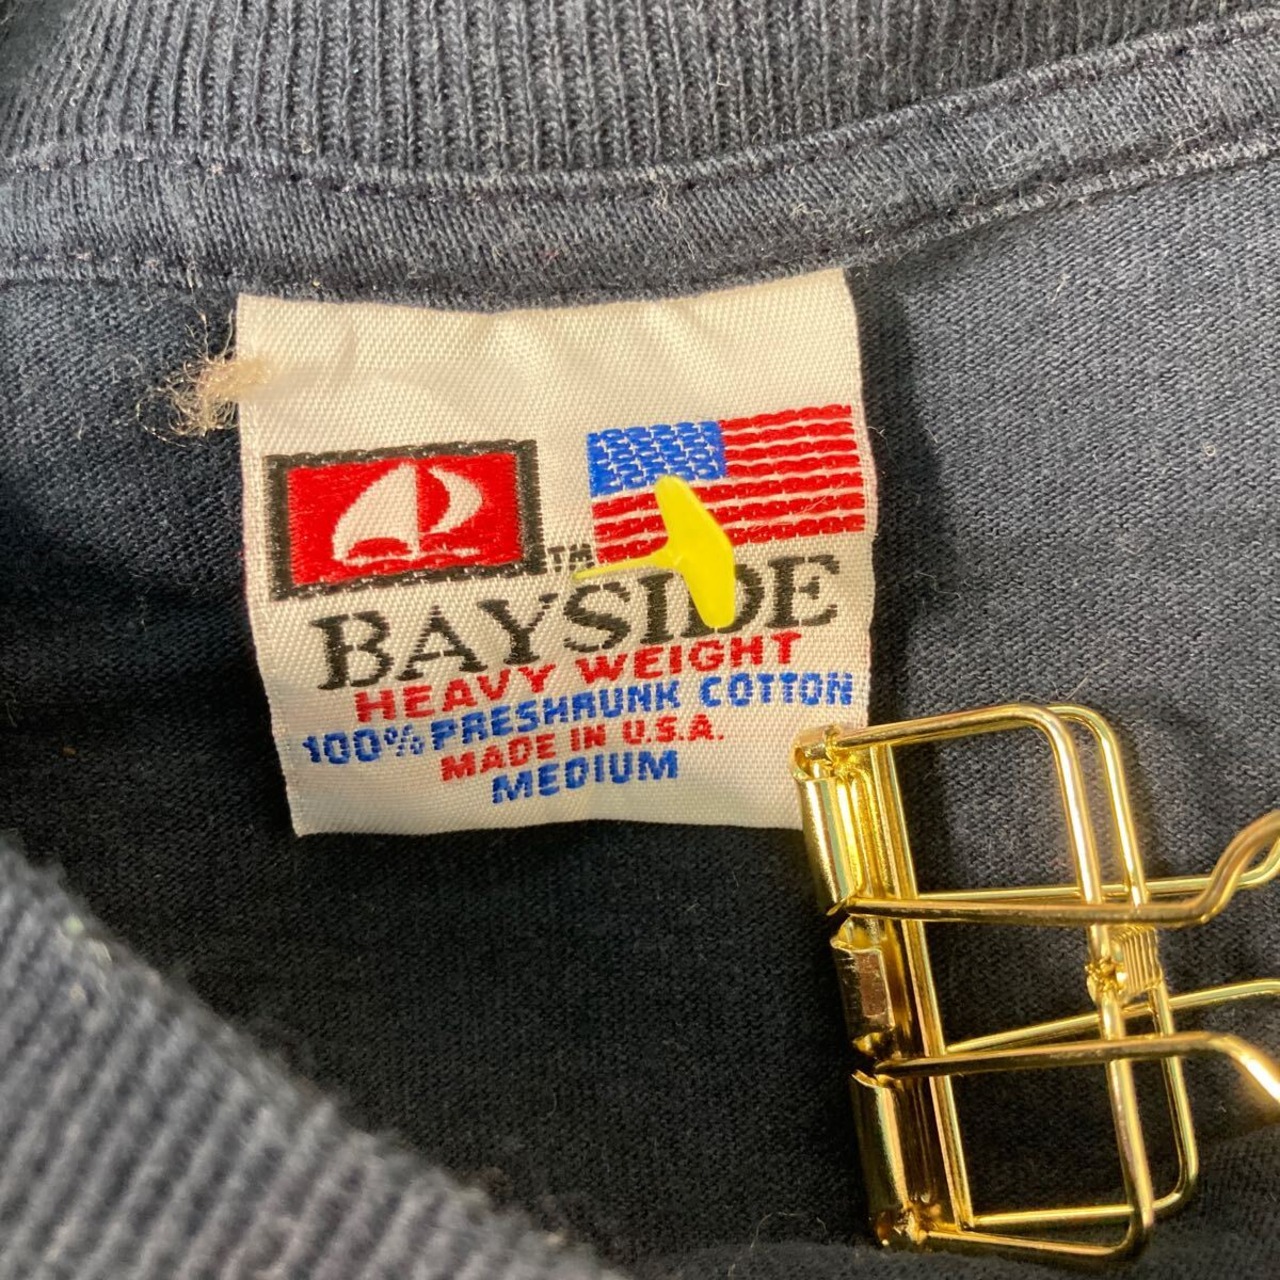 TM
BAYSIDE
HEAVY WEIGHT
100% PRESHRUNK COTTON
MADE IN U.S.A.
MEDIUM